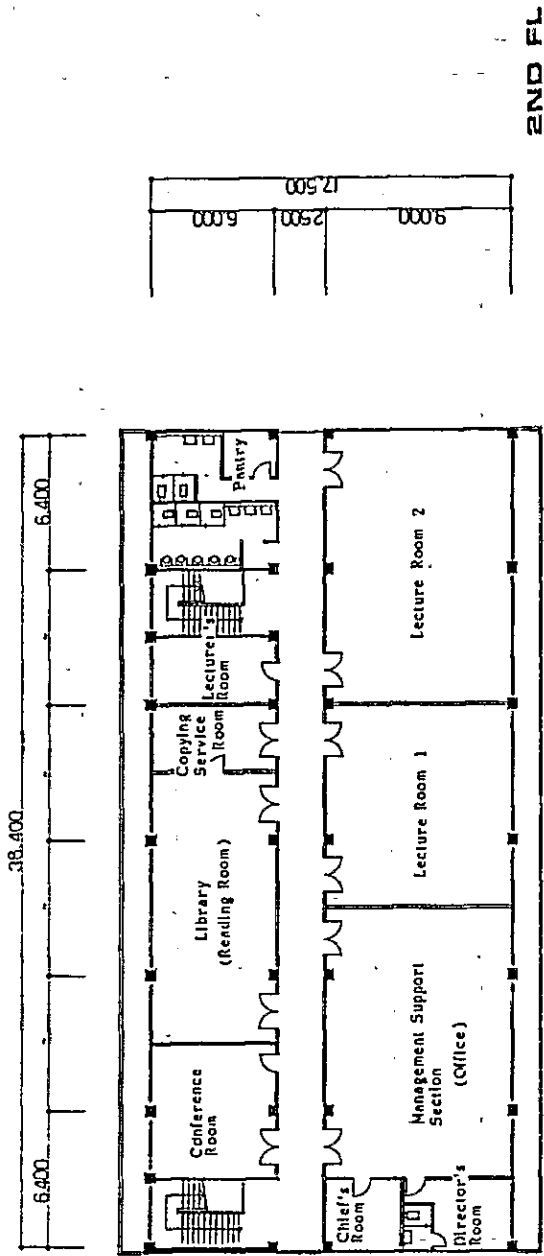 38.400
6.400
6.400
17.500
6.000
2.500
9.000
Conference
Room
Library
(Reading Room)
Copying
Service
Room
Lecturer's
Room
Pantry
Chief's
Room
Director's
Room
Management Support
Section
(Office)
Lecture Room 1
Lecture Room 2
2ND FL